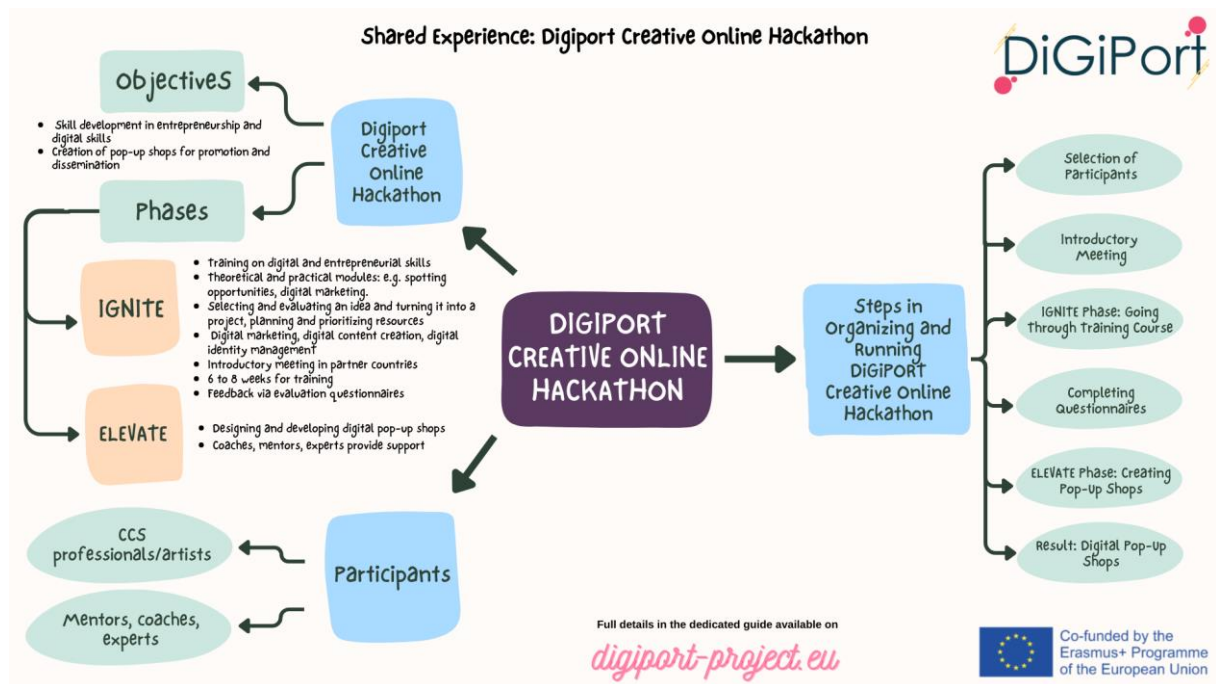 Shared Experience: Digiport Creative Online Hackathon
DiGiPort
Objectives
• Skill development in entrepreneurship and
digital skills
• Creation of pop-up shops for promotion and
dissemination
Digiport
Creative
Online
Hackathon
Phases
IGNITE
• Training on digital and entrepreneurial skills
• Theoretical and practical modules: e.g. spotting
opportunities, digital marketing.
• Selecting and evaluating an idea and turning it into a
project, planning and prioritizing resources
• Digital marketing, digital content creation, digital
identity management
• Introductory meeting in partner countries
• 6 to 8 weeks for training
• Feedback via evaluation questionnaires
ELEVATE
• Designing and developing digital pop-up shops
• Coaches, mentors, experts provide support
DIGIPORT
CREATIVE ONLINE
HACKATHON
Participants
CCS
professionals/artists
Mentors, coaches,
experts
Steps in
Organizing and
Running
DiGiPORT
Creative Online
Hackathon
Selection of
Participants
Introductory
Meeting
IGNITE Phase: Going
Through Training Course
Completing
Questionnaires
ELEVATE Phase: Creating
Pop-Up Shops
Result: Digital Pop-Up
Shops
Full details in the dedicated guide available on
digiport-project.eu
Co-funded by the
Erasmus+ Programme
of the European Union